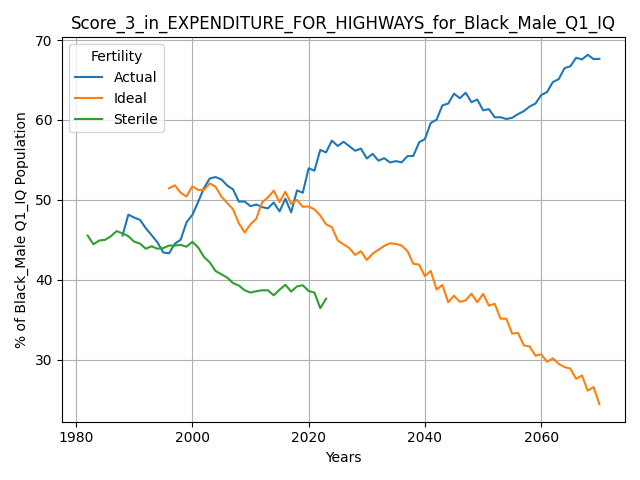 Score_3_in_EXPENDITURE_FOR_HIGHWAYS_for_Black_Male_Q1_IQ
Fertility
Actual
Ideal
Sterile
% of Black_Male Q1_IQ Population
70
60
50
40
30
1980
2000
2020
2040
2060
Years